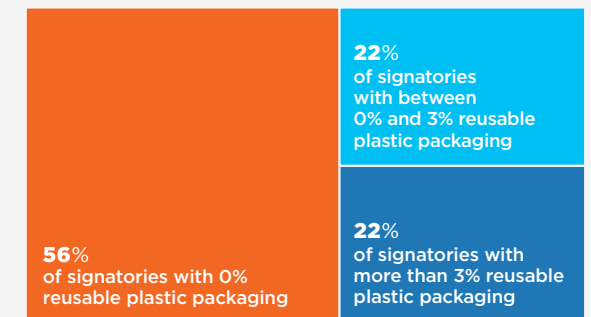 22%
of signatories
with between
0% and 3% reusable
plastic packaging
56%
of signatories with 0%
reusable plastic packaging
22%
of signatories with
more than 3% reusable
plastic packaging